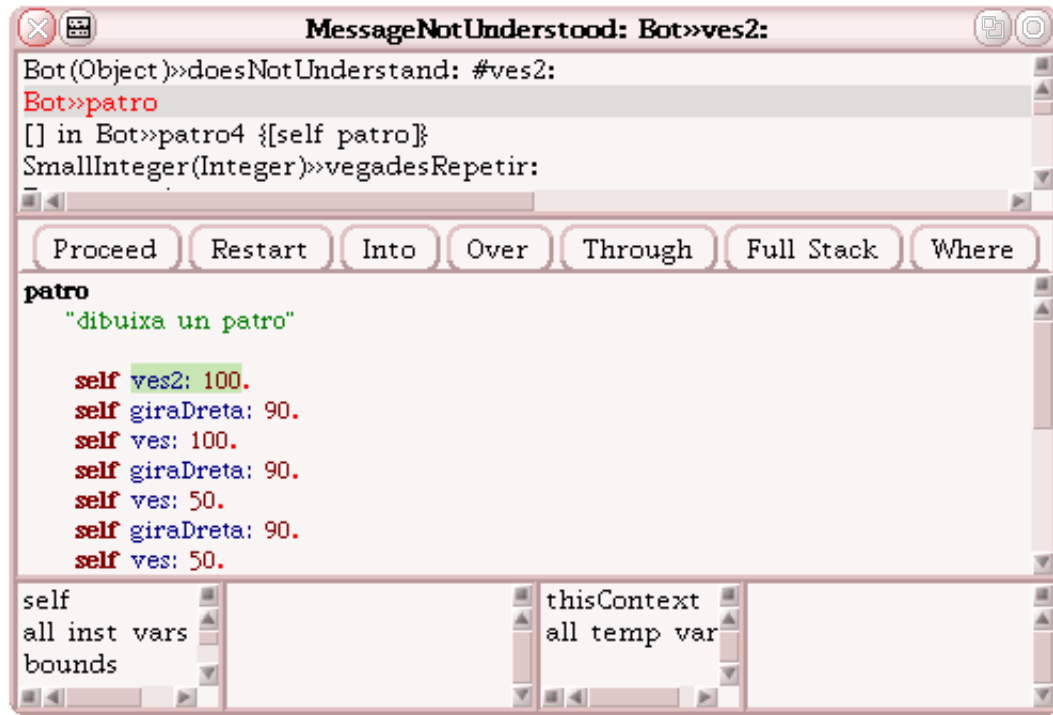 MessageNotUnderstood: Bot»ves2:
Bot(Object)»doesNotUnderstand: #ves2:
Bot»patro
[] in Bot»patro4 {[self patro]}
SmallInteger(Integer)»vegadesRepetir:
Proceed Restart Into Over Through Full Stack Where
patro
"dibuixa un patro"
self ves2: 100.
self giraDreta: 90.
self ves: 100.
self giraDreta: 90.
self ves: 50.
self giraDreta: 90.
self ves: 50.
self
all inst vars
bounds
thisContext
all temp var